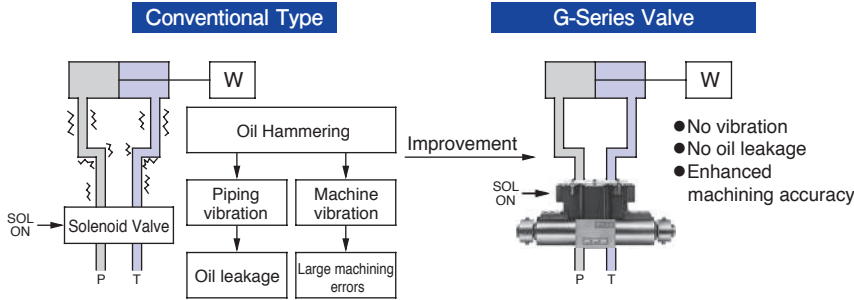 Conventional Type
G-Series Valve
W
Oil Hammering
Piping
vibration
Machine
vibration
Oil leakage
Large machining
errors
SOL
ON
Solenoid Valve
P
T
Improvement
W
SOL
ON
P
T
●No vibration
●No oil leakage
●Enhanced
machining accuracy